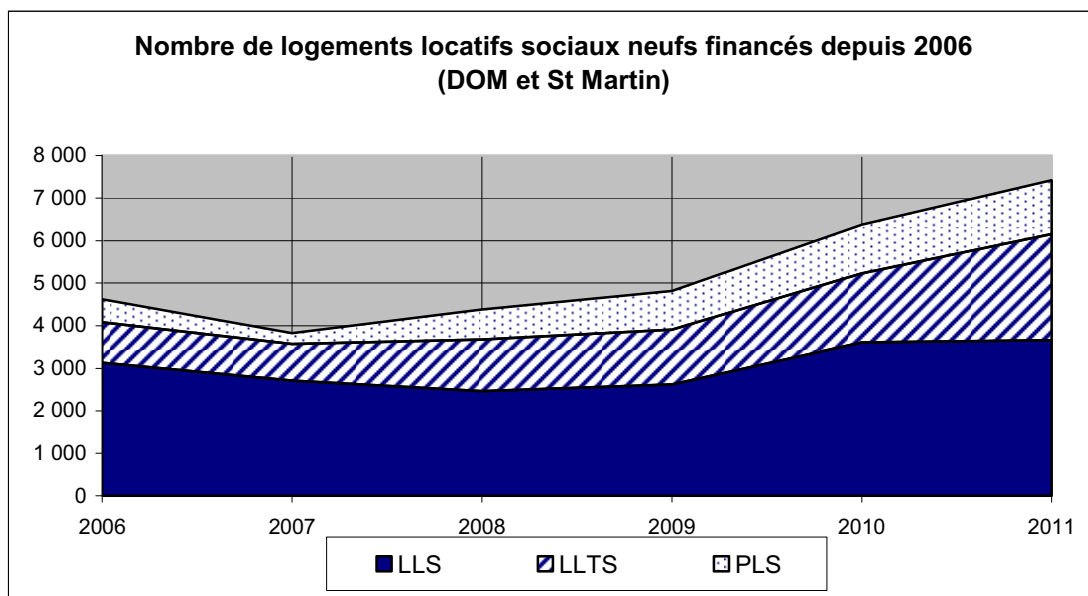 Nombre de logements locatifs sociaux neufs financés depuis 2006
(DOM et St Martin)
8 000
7 000
6 000
5 000
4 000
3 000
2 000
1 000
0
2006 2007 2008 2009 2010 2011
LLS LLTS PLS